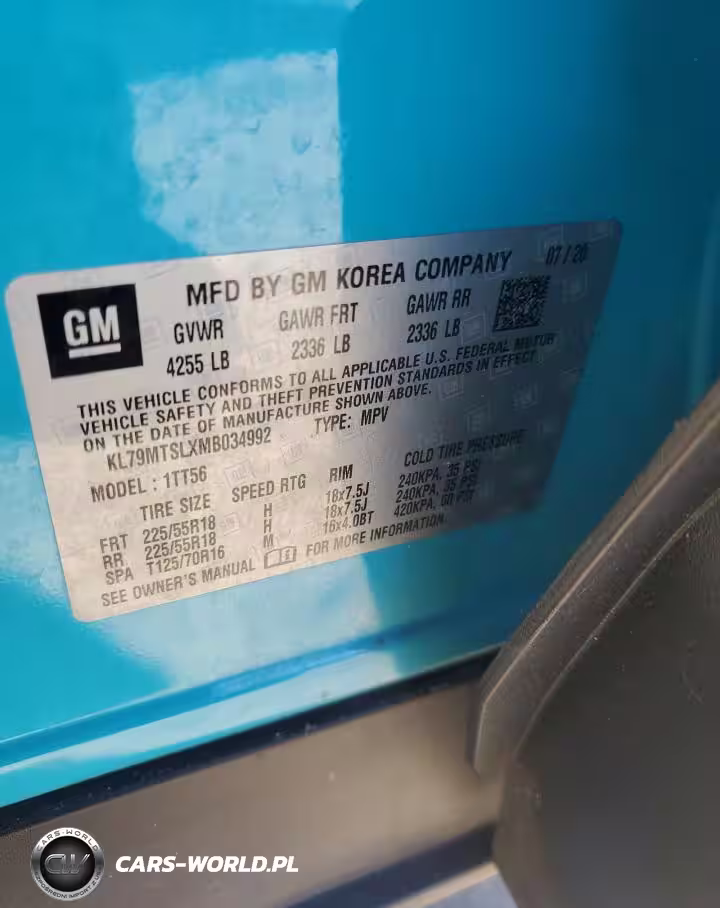 MFD BY GM KOREA COMPANY 07/20
GM
GVWR GAWR FRT GAWR RR
4255 LB 2336 LB 2336 LB
THIS VEHICLE CONFORMS TO ALL APPLICABLE U.S. FEDERAL MOTOR
VEHICLE SAFETY AND THEFT PREVENTION STANDARDS IN EFFECT
ON THE DATE OF MANUFACTURE SHOWN ABOVE.
KL79MTSLXMB034992 TYPE: MPV
MODEL : 1TT56
TIRE SIZE SPEED RTG RIM COLD TIRE PRESSURE
FRT 225/55R18 H 18x7.5J 240KPA, 35 PSI
RR 225/55R18 H 18x7.5J 240KPA, 35 PSI
SPA T125/70R16 M 16x4.0BT 420KPA, 60 PSI
SEE OWNER'S MANUAL FOR MORE INFORMATION.
CARS-WORLD
CW
CARS-WORLD.PL